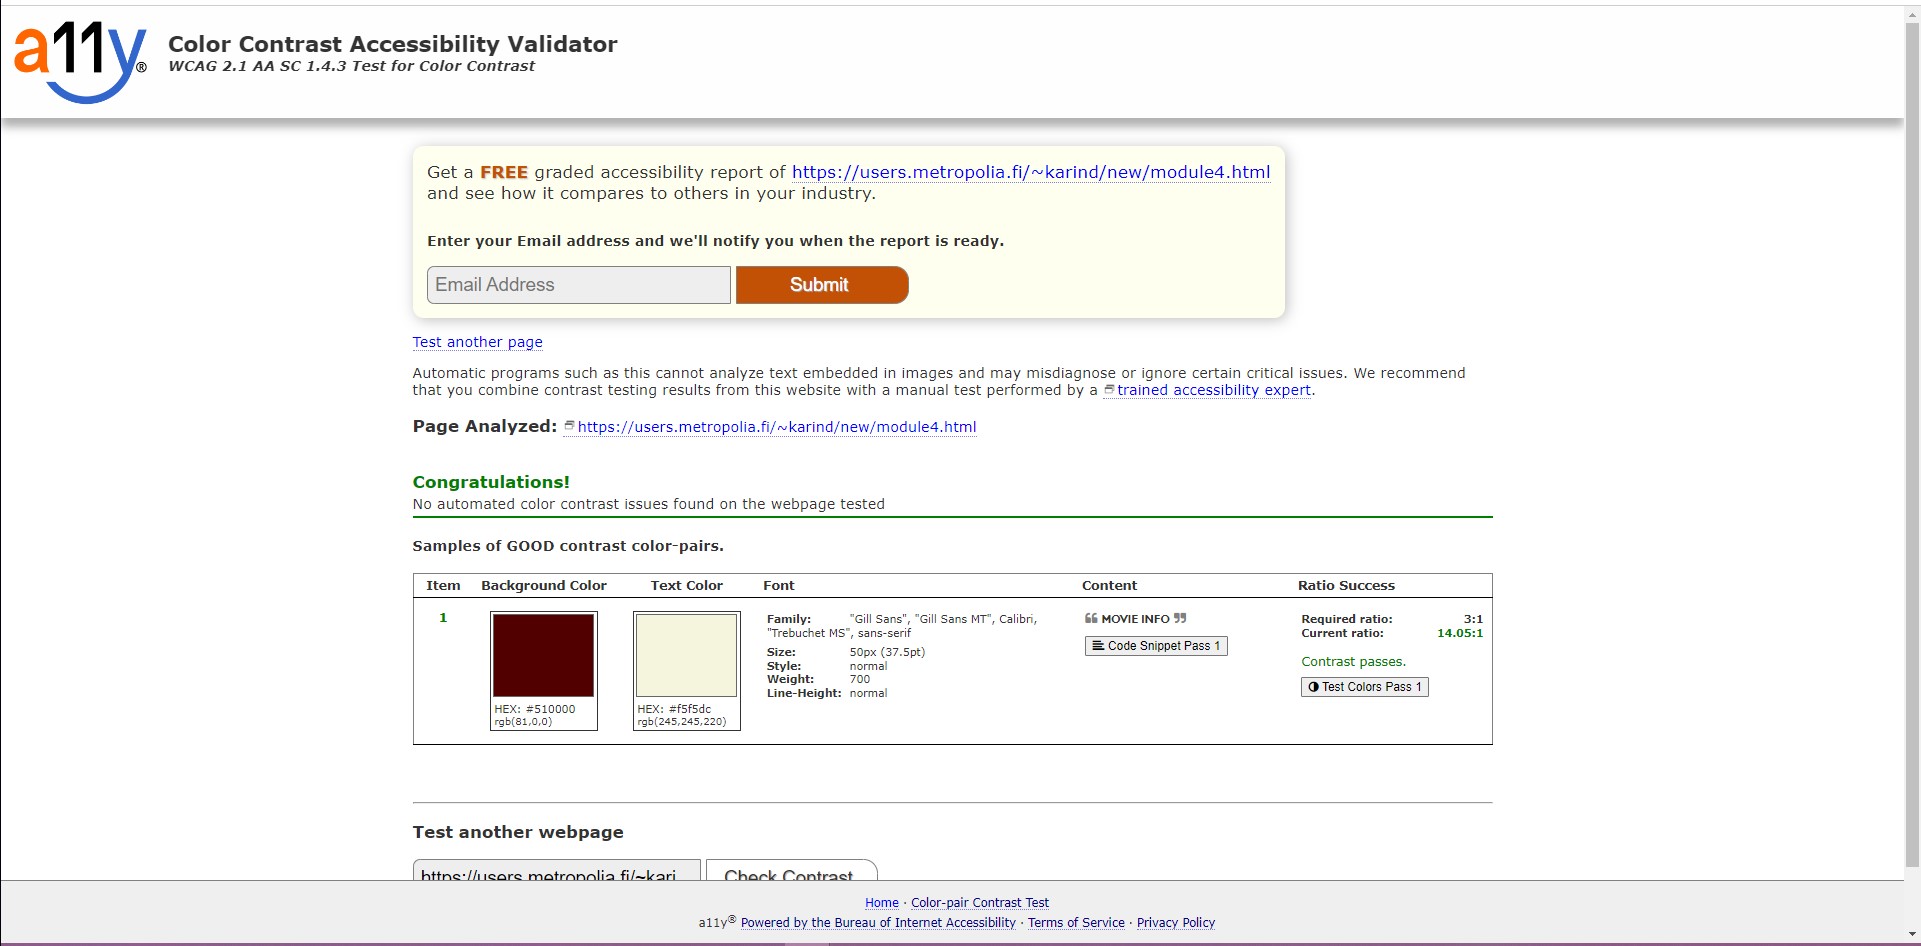 a11y®
Color Contrast Accessibility Validator
WCAG 2.1 AA SC 1.4.3 Test for Color Contrast
Get a FREE graded accessibility report of https://users.metropolia.fi/~karind/new/module4.html
and see how it compares to others in your industry.
Enter your Email address and we'll notify you when the report is ready.
Email Address Submit
Test another page
Automatic programs such as this cannot analyze text embedded in images and may misdiagnose or ignore certain critical issues. We recommend
that you combine contrast testing results from this website with a manual test performed by a trained accessibility expert.
Page Analyzed: https://users.metropolia.fi/~karind/new/module4.html
Congratulations!
No automated color contrast issues found on the webpage tested
Samples of GOOD contrast color-pairs.
Item Background Color Text Color Font Content Ratio Success
1
HEX: #510000
rgb(81,0,0)
HEX: #f5f5dc
rgb(245,245,220)
Family: "Gill Sans", "Gill Sans MT", Calibri,
"Trebuchet MS", sans-serif
Size: 50px (37.5pt)
Style: normal
Weight: 700
Line-Height: normal
❝ MOVIE INFO ❞
Code Snippet Pass 1
Required ratio: 3:1
Current ratio: 14.05:1
Contrast passes.
Test Colors Pass 1
Test another webpage
https://users.metropolia.fi/~kari Check Contrast
Home · Color-pair Contrast Test
a11y® Powered by the Bureau of Internet Accessibility · Terms of Service · Privacy Policy